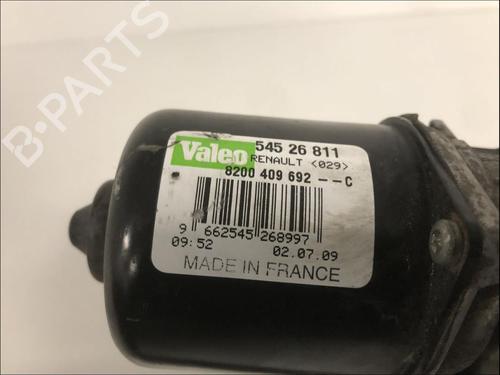 B-PARTS
Valeo 545 26 811
RENAULT <029>
8200 409 692 --C
9 662545 268997
09:52 02.07.09
MADE IN FRANCE